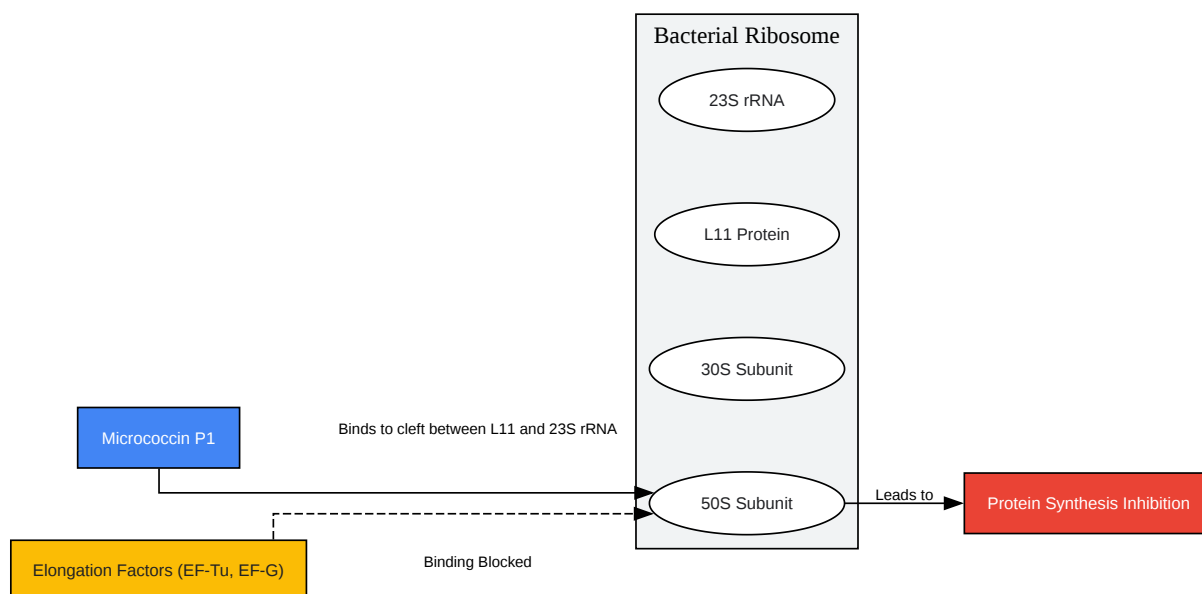 Bacterial Ribosome
23S rRNA
L11 Protein
30S Subunit
Binds to cleft between L11 and 23S rRNA
Micrococcin P1
50S Subunit
Leads to
Protein Synthesis Inhibition
Binding Blocked
Elongation Factors (EF-Tu, EF-G)